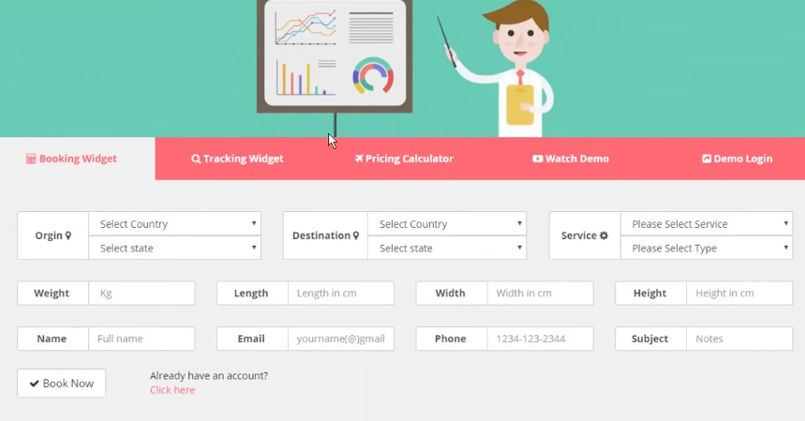 Booking Widget
Tracking Widget
Pricing Calculator
Watch Demo
Demo Login
Orgin
Select Country
Select state
Destination
Select Country
Select state
Service
Please Select Service
Please Select Type
Weight
Kg
Length
Length in cm
Width
Width in cm
Height
Height in cm
Name
Full name
Email
yourname(@)gmail
Phone
1234-123-2344
Subject
Notes
Book Now
Already have an account?
Click here